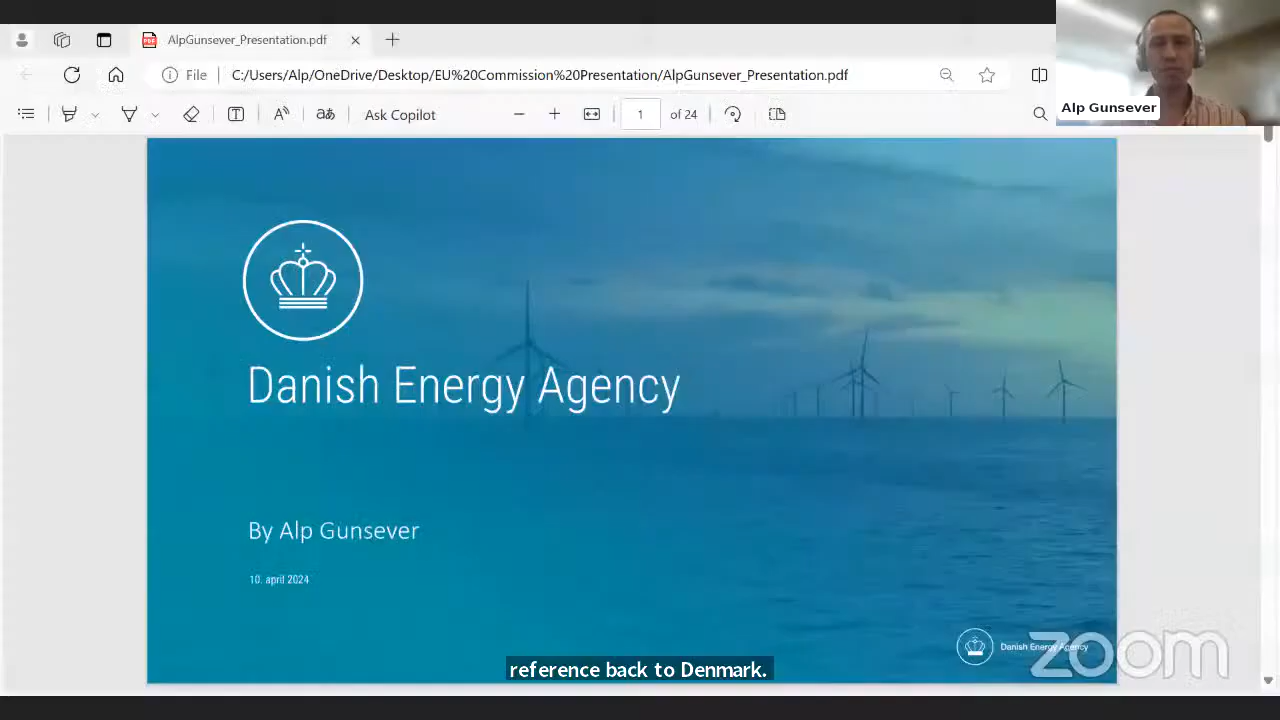 AlpGunsever_Presentation.pdf
File
C:/Users/Alp/OneDrive/Desktop/EU%20Commission%20Presentation/AlpGunsever_Presentation.pdf
Alp Gunsever
Ask Copilot
1 of 24
Danish Energy Agency
By Alp Gunsever
10. april 2024
Danish Energy Agency
zoom
reference back to Denmark.